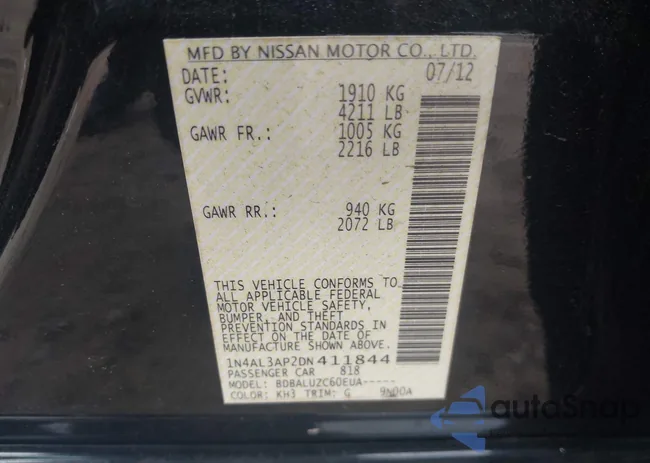 MFD BY NISSAN MOTOR CO., LTD.
DATE: 07/12
GVWR: 1910 KG
4211 LB
GAWR FR.: 1005 KG
2216 LB
GAWR RR.: 940 KG
2072 LB
THIS VEHICLE CONFORMS TO
ALL APPLICABLE FEDERAL
MOTOR VEHICLE SAFETY,
BUMPER, AND THEFT
PREVENTION STANDARDS IN
EFFECT ON THE DATE OF
MANUFACTURE SHOWN ABOVE.
1N4AL3AP2DN411844
PASSENGER CAR 818
MODEL: BDBALUZC60EUA-----
COLOR: KH3 TRIM: G 9N00A
autoSnap